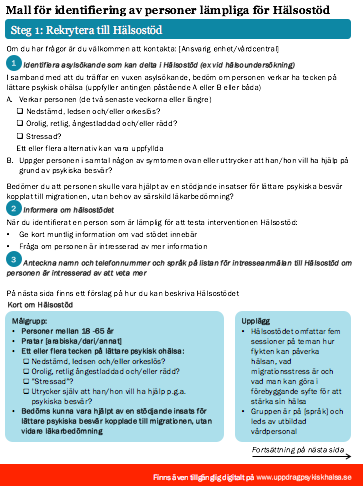 Mall för identifiering av personer lämpliga för Hälsostöd
Steg 1: Rekrytera till Hälsostöd
Om du har frågor är du välkommen att kontakta: [Ansvarig enhet/vårdcentral]
1 Identifiera asylsökande som kan delta i Hälsostöd (ex vid hälsoundersökning)
I samband med att du träffar en vuxen asylsökande, bedöm om personen verkar ha tecken på
lättare psykisk ohälsa (uppfyller antingen påstående A eller B eller båda)
A. Verkar personen (de två senaste veckorna eller längre)
❑ Nedstämd, ledsen och/eller orkeslös?
❑ Orolig, retlig, ångestladdad och/eller rädd?
❑ Stressad?
Ett eller flera alternativ kan vara uppfyllda
B. Uppger personen i samtal någon av symtomen ovan eller uttrycker att han/hon vill ha hjälp på
grund av psykiska besvär?
Bedömer du att personen skulle vara hjälpt av en stödjande insatser för lättare psykiska besvär
kopplat till migrationen, utan behov av särskild läkarbedömning?
2 Informera om hälsostödet
När du identifierat en person som är lämplig för att testa interventionen Hälsostöd:
• Ge kort muntlig information om vad stödet innebär
• Fråga om personen är intresserad av mer information
3 Anteckna namn och telefonnummer och språk på listan för intresseanmälan till Hälsostöd om
personen är intresserad av att veta mer
På nästa sida finns ett förslag på hur du kan beskriva Hälsostödet
Kort om Hälsostöd
Målgrupp:
• Personer mellan 18 -65 år
• Pratar [arabiska/dari/annat]
• Ett eller flera tecken på lättare psykisk ohälsa:
❑ Nedstämd, ledsen och/eller orkeslös?
❑ Orolig, retlig ångestladdad och/eller rädd?
❑ "Stressad"?
❑ Utrycker själv att han/hon vill ha hjälp p.g.a.
psykiska besvär?
• Bedöms kunna vara hjälpt av en stödjande insats för
lättare psykiska besvär kopplade till migrationen, utan
vidare läkarbedömning
Upplägg
• Hälsostödet omfattar fem
sessioner på teman hur
flykten kan påverka
hälsan, vad
migrationsstress är och
vad man kan göra i
förebyggande syfte för att
stärka sin hälsa
• Gruppen är på [språk] och
leds av utbildad
vårdpersonal
Fortsättning på nästa sida
Finns även tillgänglig digitalt på www.uppdragpsykiskhalsa.se